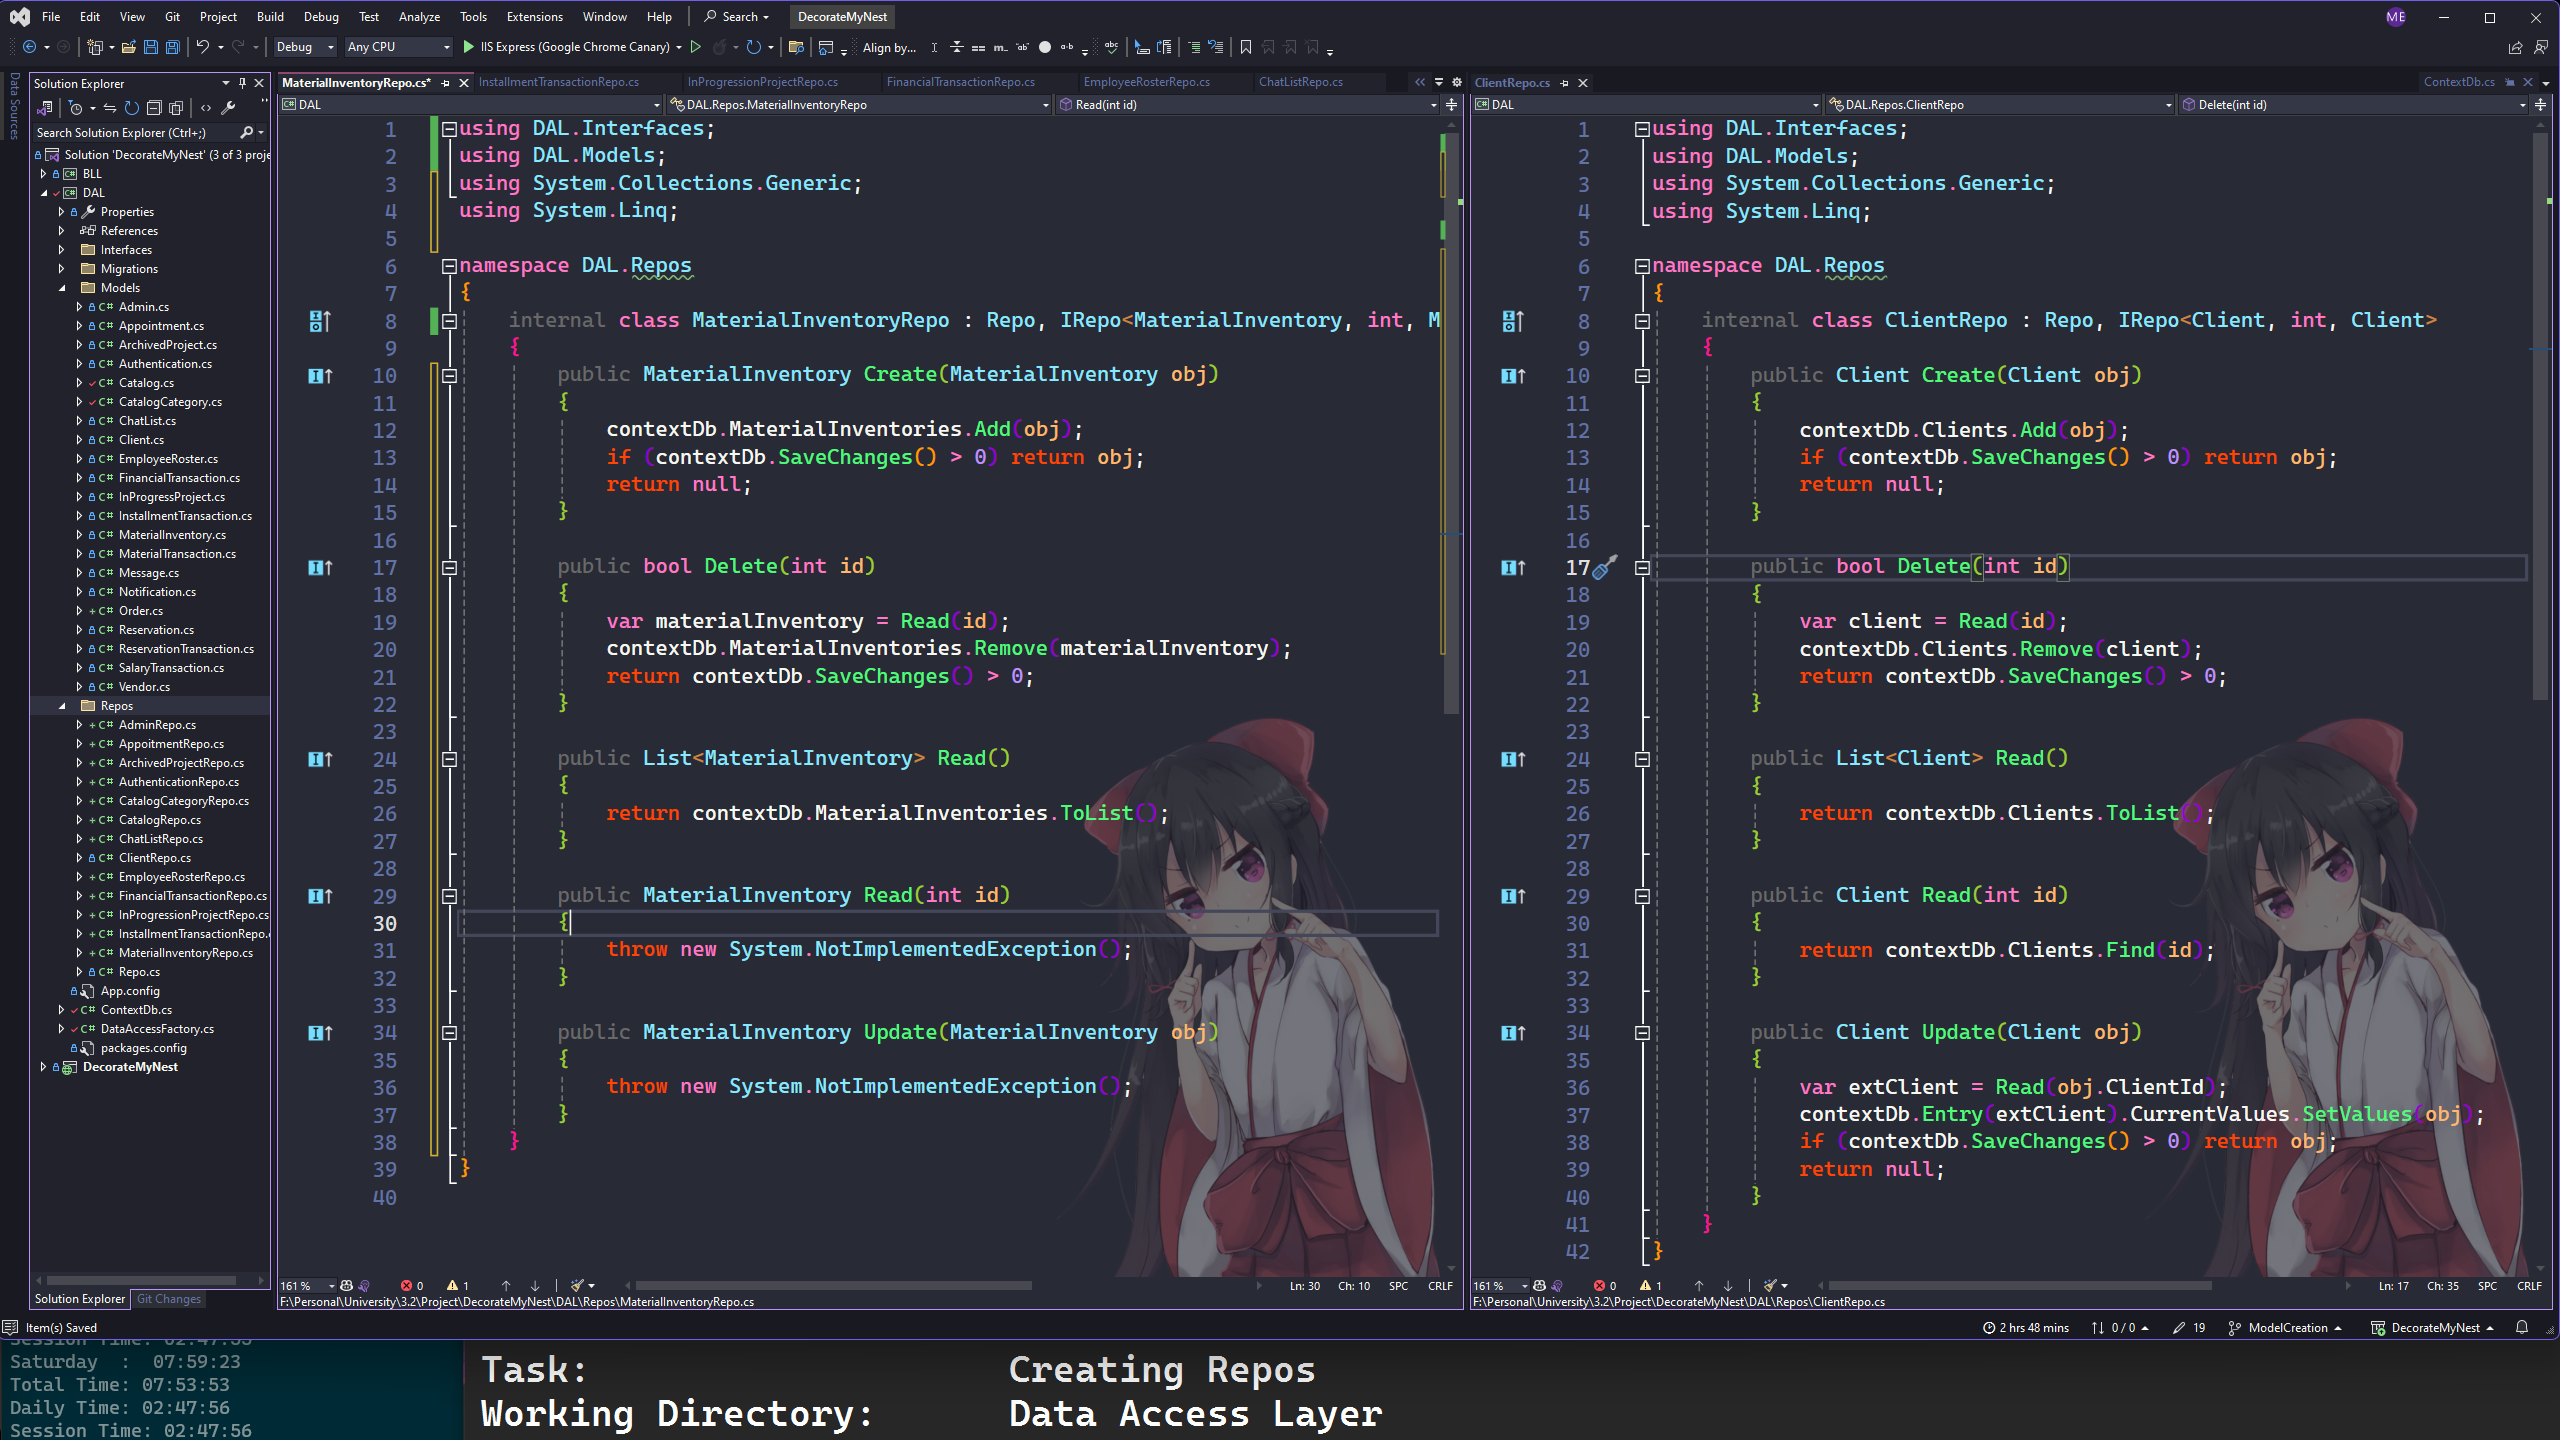 File Edit View Git Project Build Debug Test Analyze Tools Extensions Window Help Search DecorateMyNest ME
Debug Any CPU IIS Express (Google Chrome Canary) Align by...
Data Sources
Solution Explorer
Search Solution Explorer (Ctrl+;)
Solution 'DecorateMyNest' (3 of 3 proje
BLL
DAL
Properties
References
Interfaces
Migrations
Models
C# Admin.cs
C# Appointment.cs
C# ArchivedProject.cs
C# Authentication.cs
C# Catalog.cs
C# CatalogCategory.cs
C# ChatList.cs
C# Client.cs
C# EmployeeRoster.cs
C# FinancialTransaction.cs
C# InProgressProject.cs
C# InstallmentTransaction.cs
C# MaterialInventory.cs
C# MaterialTransaction.cs
C# Message.cs
C# Notification.cs
C# Order.cs
C# Reservation.cs
C# ReservationTransaction.cs
C# SalaryTransaction.cs
C# Vendor.cs
Repos
C# AdminRepo.cs
C# AppoitmentRepo.cs
C# ArchivedProjectRepo.cs
C# AuthenticationRepo.cs
C# CatalogCategoryRepo.cs
C# CatalogRepo.cs
C# ChatListRepo.cs
C# ClientRepo.cs
C# EmployeeRosterRepo.cs
C# FinancialTransactionRepo.cs
C# InProgressionProjectRepo.cs
C# InstallmentTransactionRepo.
C# MaterialInventoryRepo.cs
C# Repo.cs
App.config
C# ContextDb.cs
C# DataAccessFactory.cs
packages.config
DecorateMyNest
Solution Explorer Git Changes
MaterialInventoryRepo.cs* InstallmentTransactionRepo.cs InProgressionProjectRepo.cs FinancialTransactionRepo.cs EmployeeRosterRepo.cs ChatListRepo.cs
DAL DAL.Repos.MaterialInventoryRepo Read(int id)
1 using DAL.Interfaces;
2 using DAL.Models;
3 using System.Collections.Generic;
4 using System.Linq;
5
6 namespace DAL.Repos
7 {
8 internal class MaterialInventoryRepo : Repo, IRepo<MaterialInventory, int, M
9 {
10 public MaterialInventory Create(MaterialInventory obj)
11 {
12 contextDb.MaterialInventories.Add(obj);
13 if (contextDb.SaveChanges() > 0) return obj;
14 return null;
15 }
16
17 public bool Delete(int id)
18 {
19 var materialInventory = Read(id);
20 contextDb.MaterialInventories.Remove(materialInventory);
21 return contextDb.SaveChanges() > 0;
22 }
23
24 public List<MaterialInventory> Read()
25 {
26 return contextDb.MaterialInventories.ToList();
27 }
28
29 public MaterialInventory Read(int id)
30 {
31 throw new System.NotImplementedException();
32 }
33
34 public MaterialInventory Update(MaterialInventory obj)
35 {
36 throw new System.NotImplementedException();
37 }
38 }
39 }
40
161 % 0 1 Ln: 30 Ch: 10 SPC CRLF
F:\Personal\University\3.2\Project\DecorateMyNest\DAL\Repos\MaterialInventoryRepo.cs
ClientRepo.cs ContextDb.cs
DAL DAL.Repos.ClientRepo Delete(int id)
1 using DAL.Interfaces;
2 using DAL.Models;
3 using System.Collections.Generic;
4 using System.Linq;
5
6 namespace DAL.Repos
7 {
8 internal class ClientRepo : Repo, IRepo<Client, int, Client>
9 {
10 public Client Create(Client obj)
11 {
12 contextDb.Clients.Add(obj);
13 if (contextDb.SaveChanges() > 0) return obj;
14 return null;
15 }
16
17 public bool Delete(int id)
18 {
19 var client = Read(id);
20 contextDb.Clients.Remove(client);
21 return contextDb.SaveChanges() > 0;
22 }
23
24 public List<Client> Read()
25 {
26 return contextDb.Clients.ToList();
27 }
28
29 public Client Read(int id)
30 {
31 return contextDb.Clients.Find(id);
32 }
33
34 public Client Update(Client obj)
35 {
36 var extClient = Read(obj.ClientId);
37 contextDb.Entry(extClient).CurrentValues.SetValues(obj);
38 if (contextDb.SaveChanges() > 0) return obj;
39 return null;
40 }
41 }
42 }
161 % 0 1 Ln: 17 Ch: 35 SPC CRLF
F:\Personal\University\3.2\Project\DecorateMyNest\DAL\Repos\ClientRepo.cs
Item(s) Saved 2 hrs 48 mins 0 / 0 19 ModelCreation DecorateMyNest
Session Time: 02:47:55
Saturday : 07:59:23
Total Time: 07:53:53
Daily Time: 02:47:56
Session Time: 02:47:56
Task: Creating Repos
Working Directory: Data Access Layer